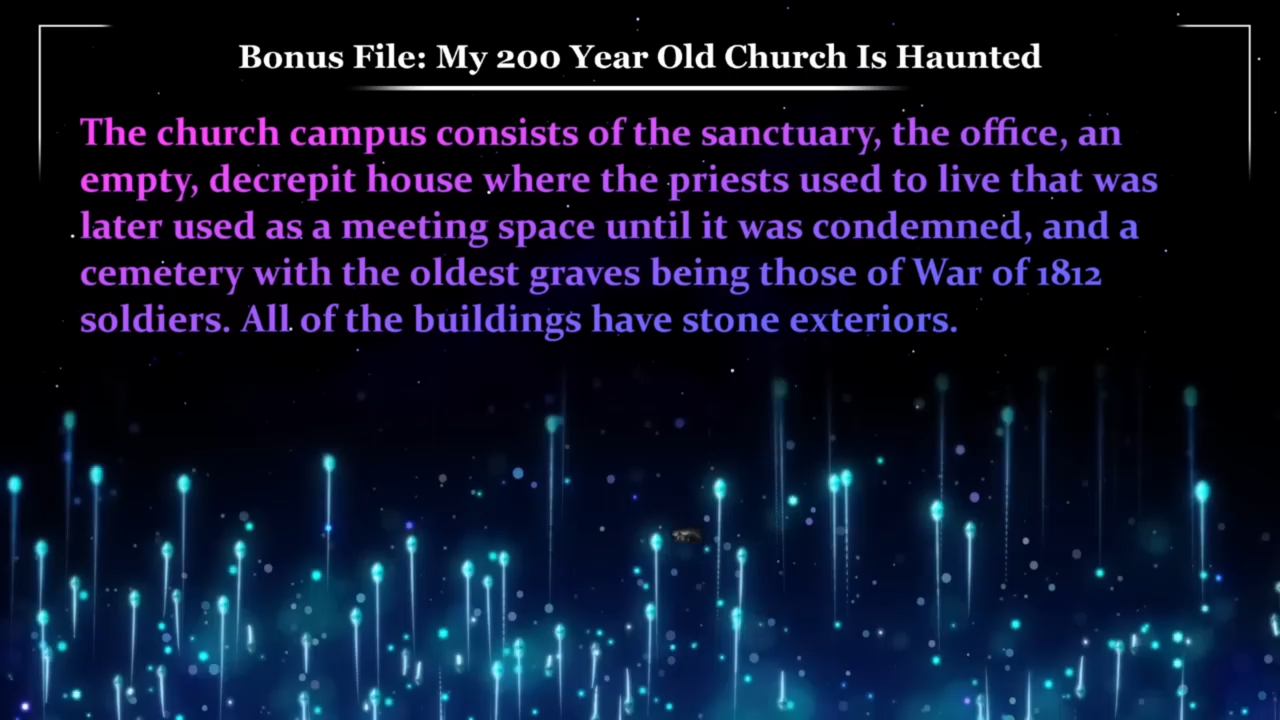 Bonus File: My 200 Year Old Church Is Haunted
The church campus consists of the sanctuary, the office, an
empty, decrepit house where the priests used to live that was
later used as a meeting space until it was condemned, and a
cemetery with the oldest graves being those of War of 1812
soldiers. All of the buildings have stone exteriors.